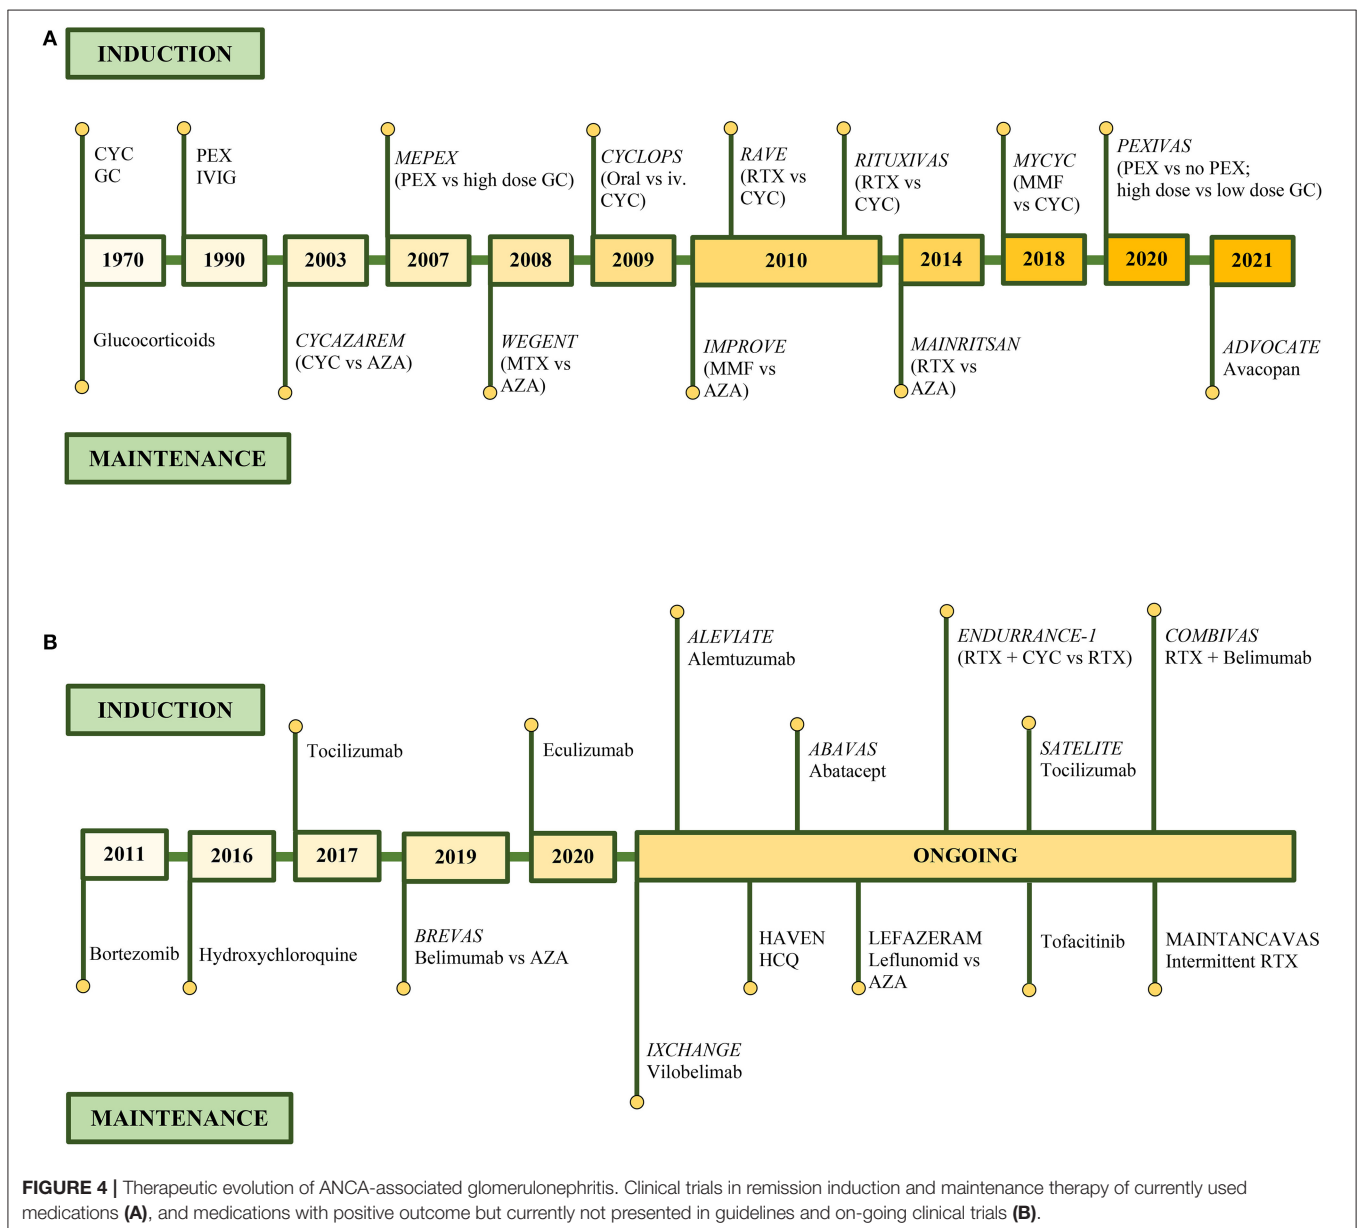 A
INDUCTION
CYC
GC
PEX
IVIG
MEPEX
(PEX vs high dose GC)
CYCLOPS
(Oral vs iv.
CYC)
RAVE
(RTX vs
CYC)
RITUXIVAS
(RTX vs
CYC)
MYCYC
(MMF
vs CYC)
PEXIVAS
(PEX vs no PEX;
high dose vs low dose GC)
1970
1990
2003
2007
2008
2009
2010
2014
2018
2020
2021
Glucocorticoids
CYCAZAREM
(CYC vs AZA)
WEGENT
(MTX vs
AZA)
IMPROVE
(MMF vs
AZA)
MAINRITSAN
(RTX vs
AZA)
ADVOCATE
Avacopan
MAINTENANCE
B
INDUCTION
Tocilizumab
Eculizumab
ALEVIATE
Alemtuzumab
ABAVAS
Abatacept
ENDURRANCE-1
(RTX + CYC vs RTX)
SATELITE
Tocilizumab
COMBIVAS
RTX + Belimumab
2011
2016
2017
2019
2020
ONGOING
Bortezomib
Hydroxychloroquine
BREVAS
Belimumab vs AZA
IXCHANGE
Vilobelimab
HAVEN
HCQ
LEFAZERAM
Leflunomid vs
AZA
Tofacitinib
MAINTANCAVAS
Intermittent RTX
MAINTENANCE
FIGURE 4 | Therapeutic evolution of ANCA-associated glomerulonephritis. Clinical trials in remission induction and maintenance therapy of currently used
medications (A), and medications with positive outcome but currently not presented in guidelines and on-going clinical trials (B).